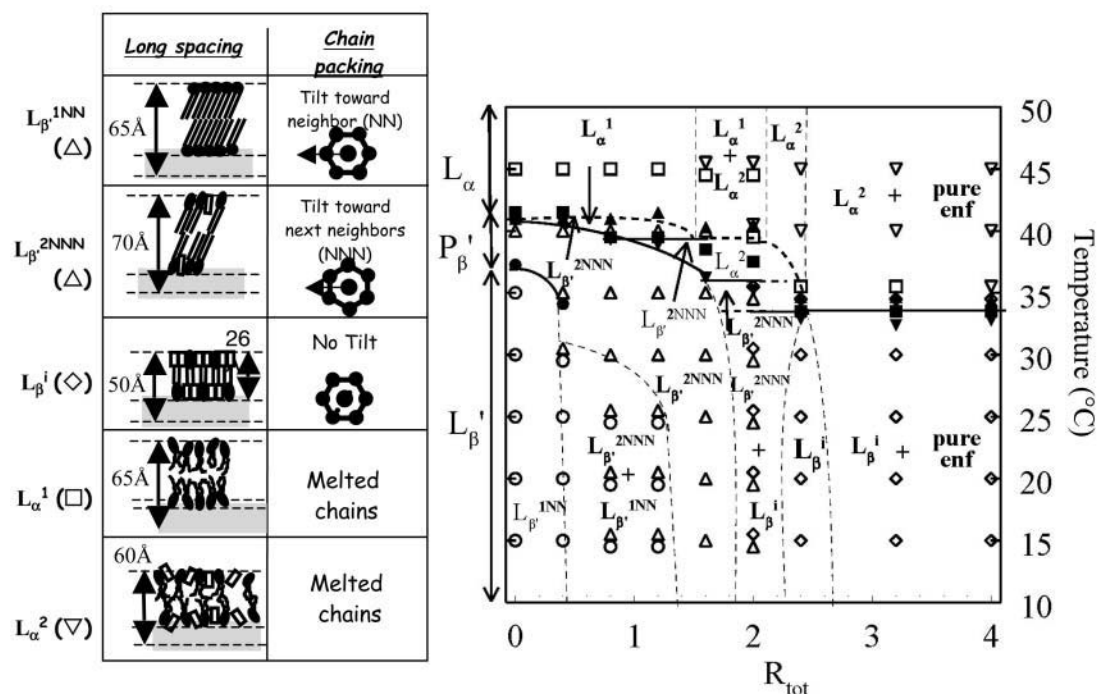 Long spacing
Chain packing
Lβ'1NN
(△)
65Å
Tilt toward
neighbor (NN)
Lβ'2NNN
(△)
70Å
Tilt toward
next neighbors
(NNN)
Lβi (◇)
50Å
26
No Tilt
Lα1 (□)
65Å
Melted
chains
Lα2 (▽)
60Å
Melted
chains
Lα
Pβ'
Lβ'
Lα1
Lα1
+
Lα2
Lα2
Lα2 +
pure
enf
Lβ'2NNN
Lβ'2NNN
Lα2
Lβ'2NNN
Lβ'2NNN
Lβ'2NNN
+
Lβi
Lβi
Lβi +
pure
enf
Lβ'2NNN
+
Lβ'1NN
Lβ'1NN
50
45
40
35
30
25
20
15
10
Temperature (°C)
0
1
2
3
4
Rtot